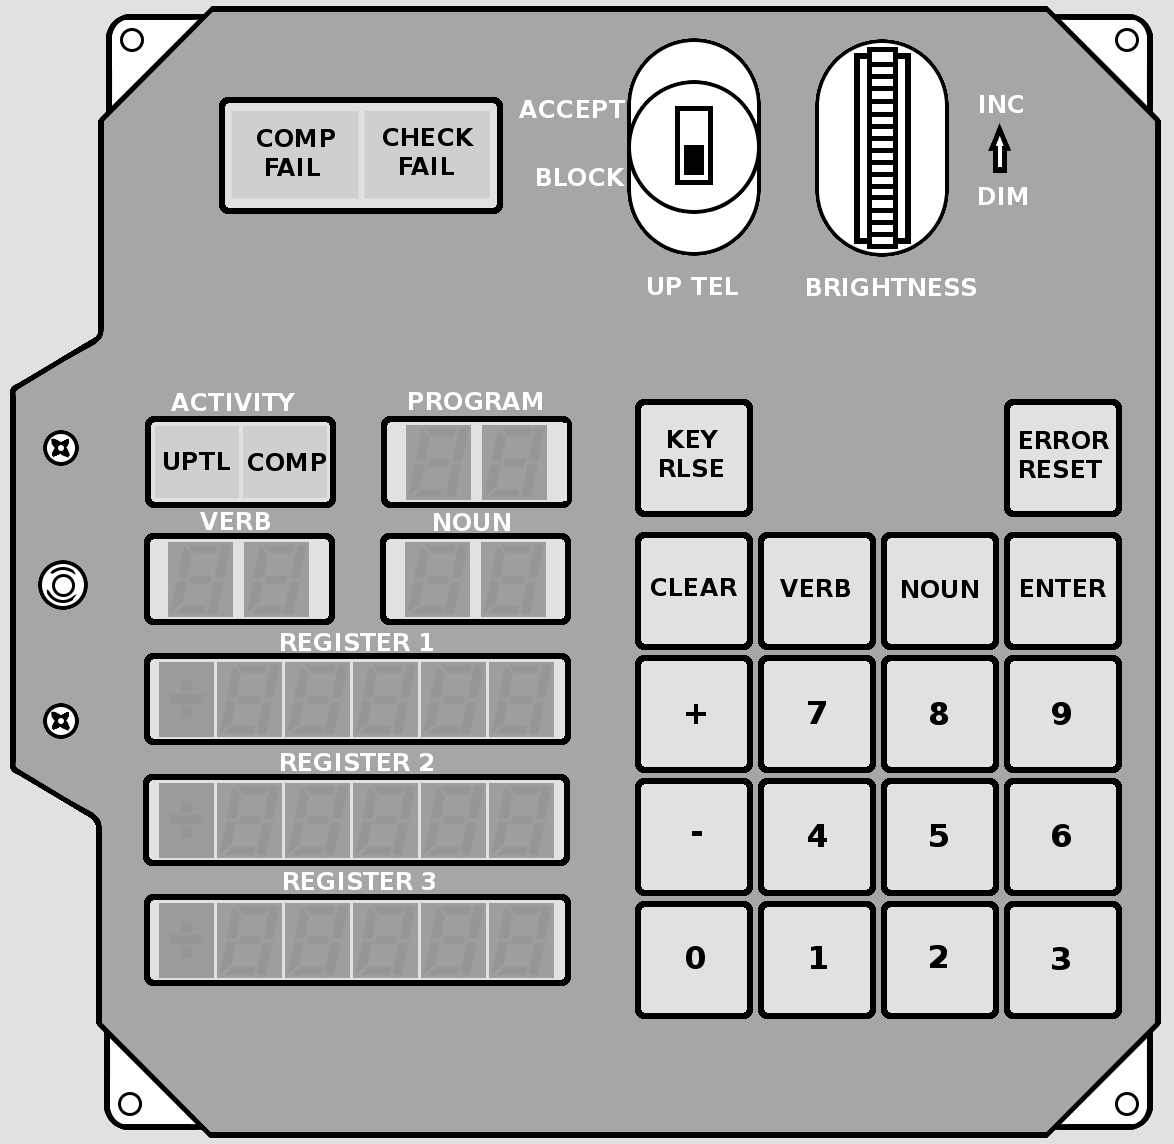 ACCEPT
BLOCK
COMP FAIL
CHECK FAIL
INC
DIM
UP TEL
BRIGHTNESS
ACTIVITY
PROGRAM
UPTL COMP
VERB
NOUN
REGISTER 1
REGISTER 2
REGISTER 3
KEY
RLSE
ERROR
RESET
CLEAR VERB NOUN ENTER
+ 7 8 9
- 4 5 6
0 1 2 3